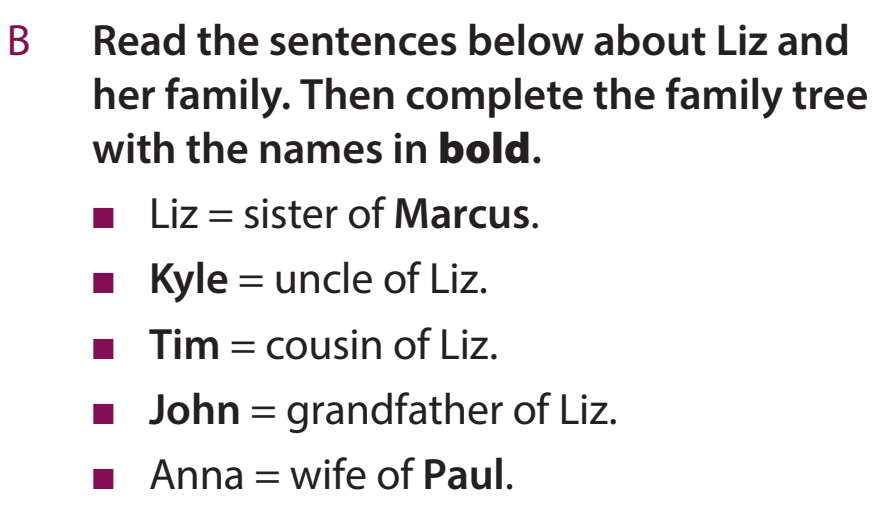 B Read the sentences below about Liz and
her family. Then complete the family tree
with the names in bold.
■ Liz = sister of Marcus.
■ Kyle = uncle of Liz.
■ Tim = cousin of Liz.
■ John = grandfather of Liz.
■ Anna = wife of Paul.